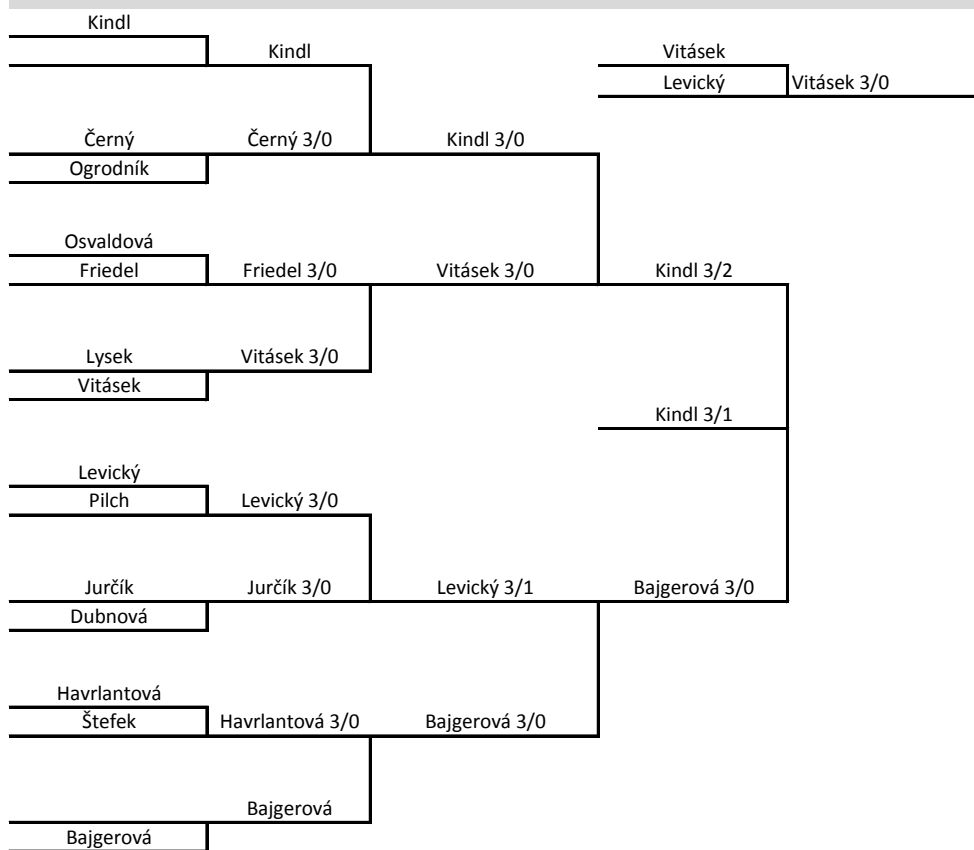 Kindl
Kindl
Vitásek
Levický
Vitásek 3/0
Černý
Černý 3/0
Kindl 3/0
Ogrodník
Osvaldová
Friedel
Friedel 3/0
Vitásek 3/0
Kindl 3/2
Lysek
Vitásek 3/0
Vitásek
Kindl 3/1
Levický
Pilch
Levický 3/0
Jurčík
Jurčík 3/0
Levický 3/1
Bajgerová 3/0
Dubnová
Havrlantová
Štefek
Havrlantová 3/0
Bajgerová 3/0
Bajgerová
Bajgerová